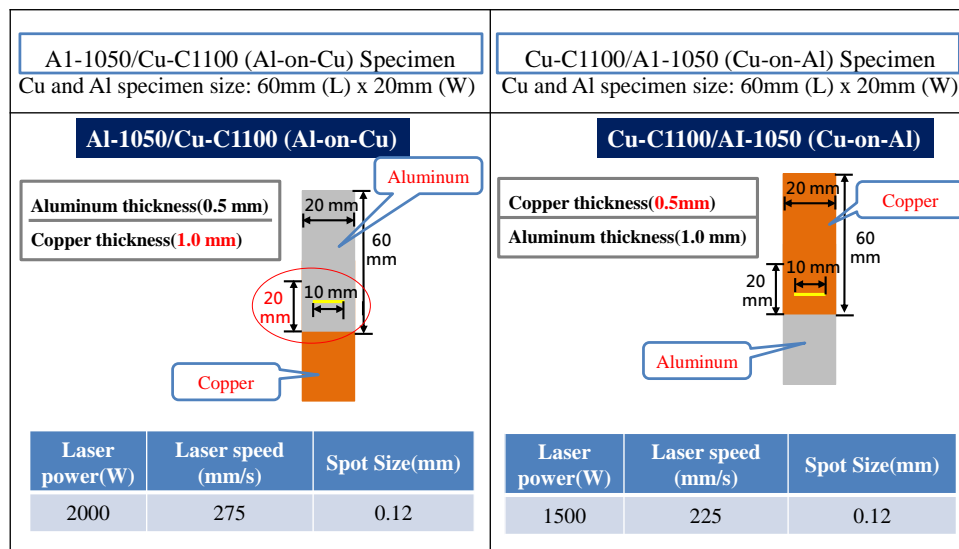 A1-1050/Cu-C1100 (Al-on-Cu) Specimen
Cu and Al specimen size: 60mm (L) x 20mm (W)
Cu-C1100/A1-1050 (Cu-on-Al) Specimen
Cu and Al specimen size: 60mm (L) x 20mm (W)
Al-1050/Cu-C1100 (Al-on-Cu)
Aluminum
Aluminum thickness(0.5 mm)
Copper thickness(1.0 mm)
20 mm
60
mm
20
mm
10 mm
Copper
Laser
power(W)
Laser speed
(mm/s)
Spot Size(mm)
2000
275
0.12
Cu-C1100/AI-1050 (Cu-on-Al)
Copper thickness(0.5mm)
Aluminum thickness(1.0 mm)
20 mm
Copper
60
mm
10 mm
20
mm
Aluminum
Laser
power(W)
Laser speed
(mm/s)
Spot Size(mm)
1500
225
0.12